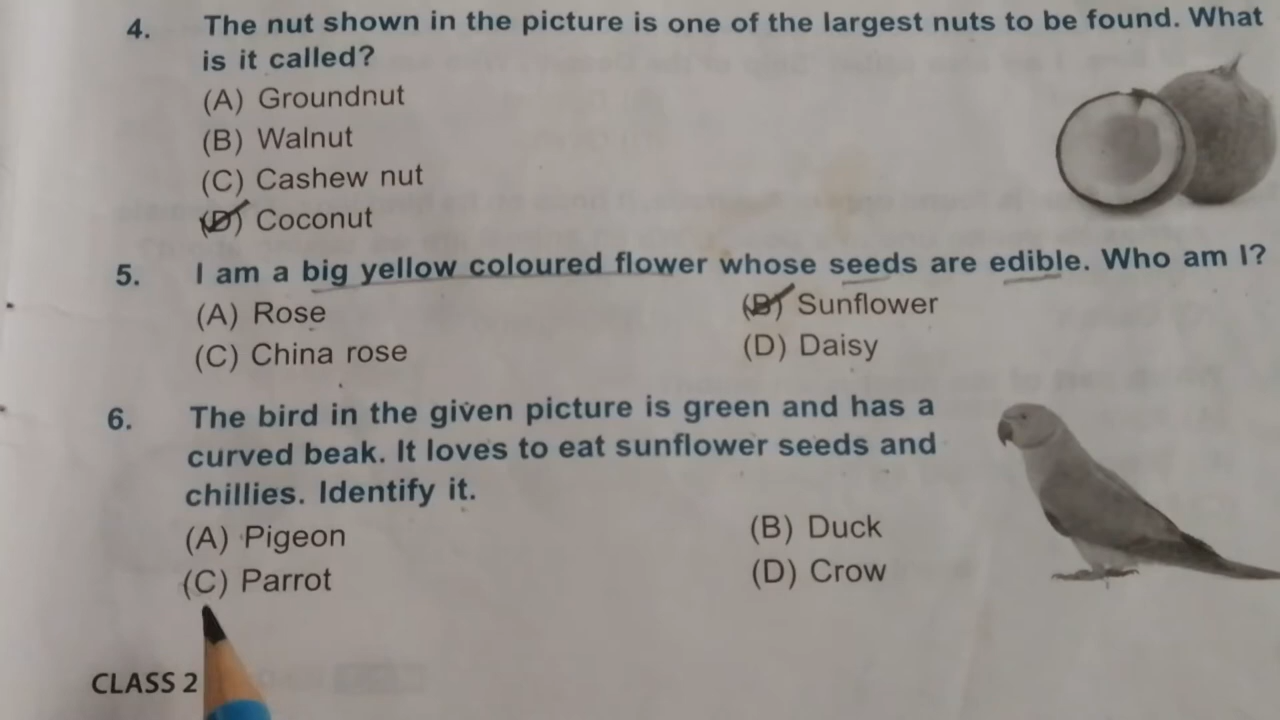 4. The nut shown in the picture is one of the largest nuts to be found. What
is it called?
(A) Groundnut
(B) Walnut
(C) Cashew nut
(D) Coconut
5. I am a big yellow coloured flower whose seeds are edible. Who am I?
(A) Rose (B) Sunflower
(C) China rose (D) Daisy
6. The bird in the given picture is green and has a
curved beak. It loves to eat sunflower seeds and
chillies. Identify it.
(A) Pigeon (B) Duck
(C) Parrot (D) Crow
CLASS 2